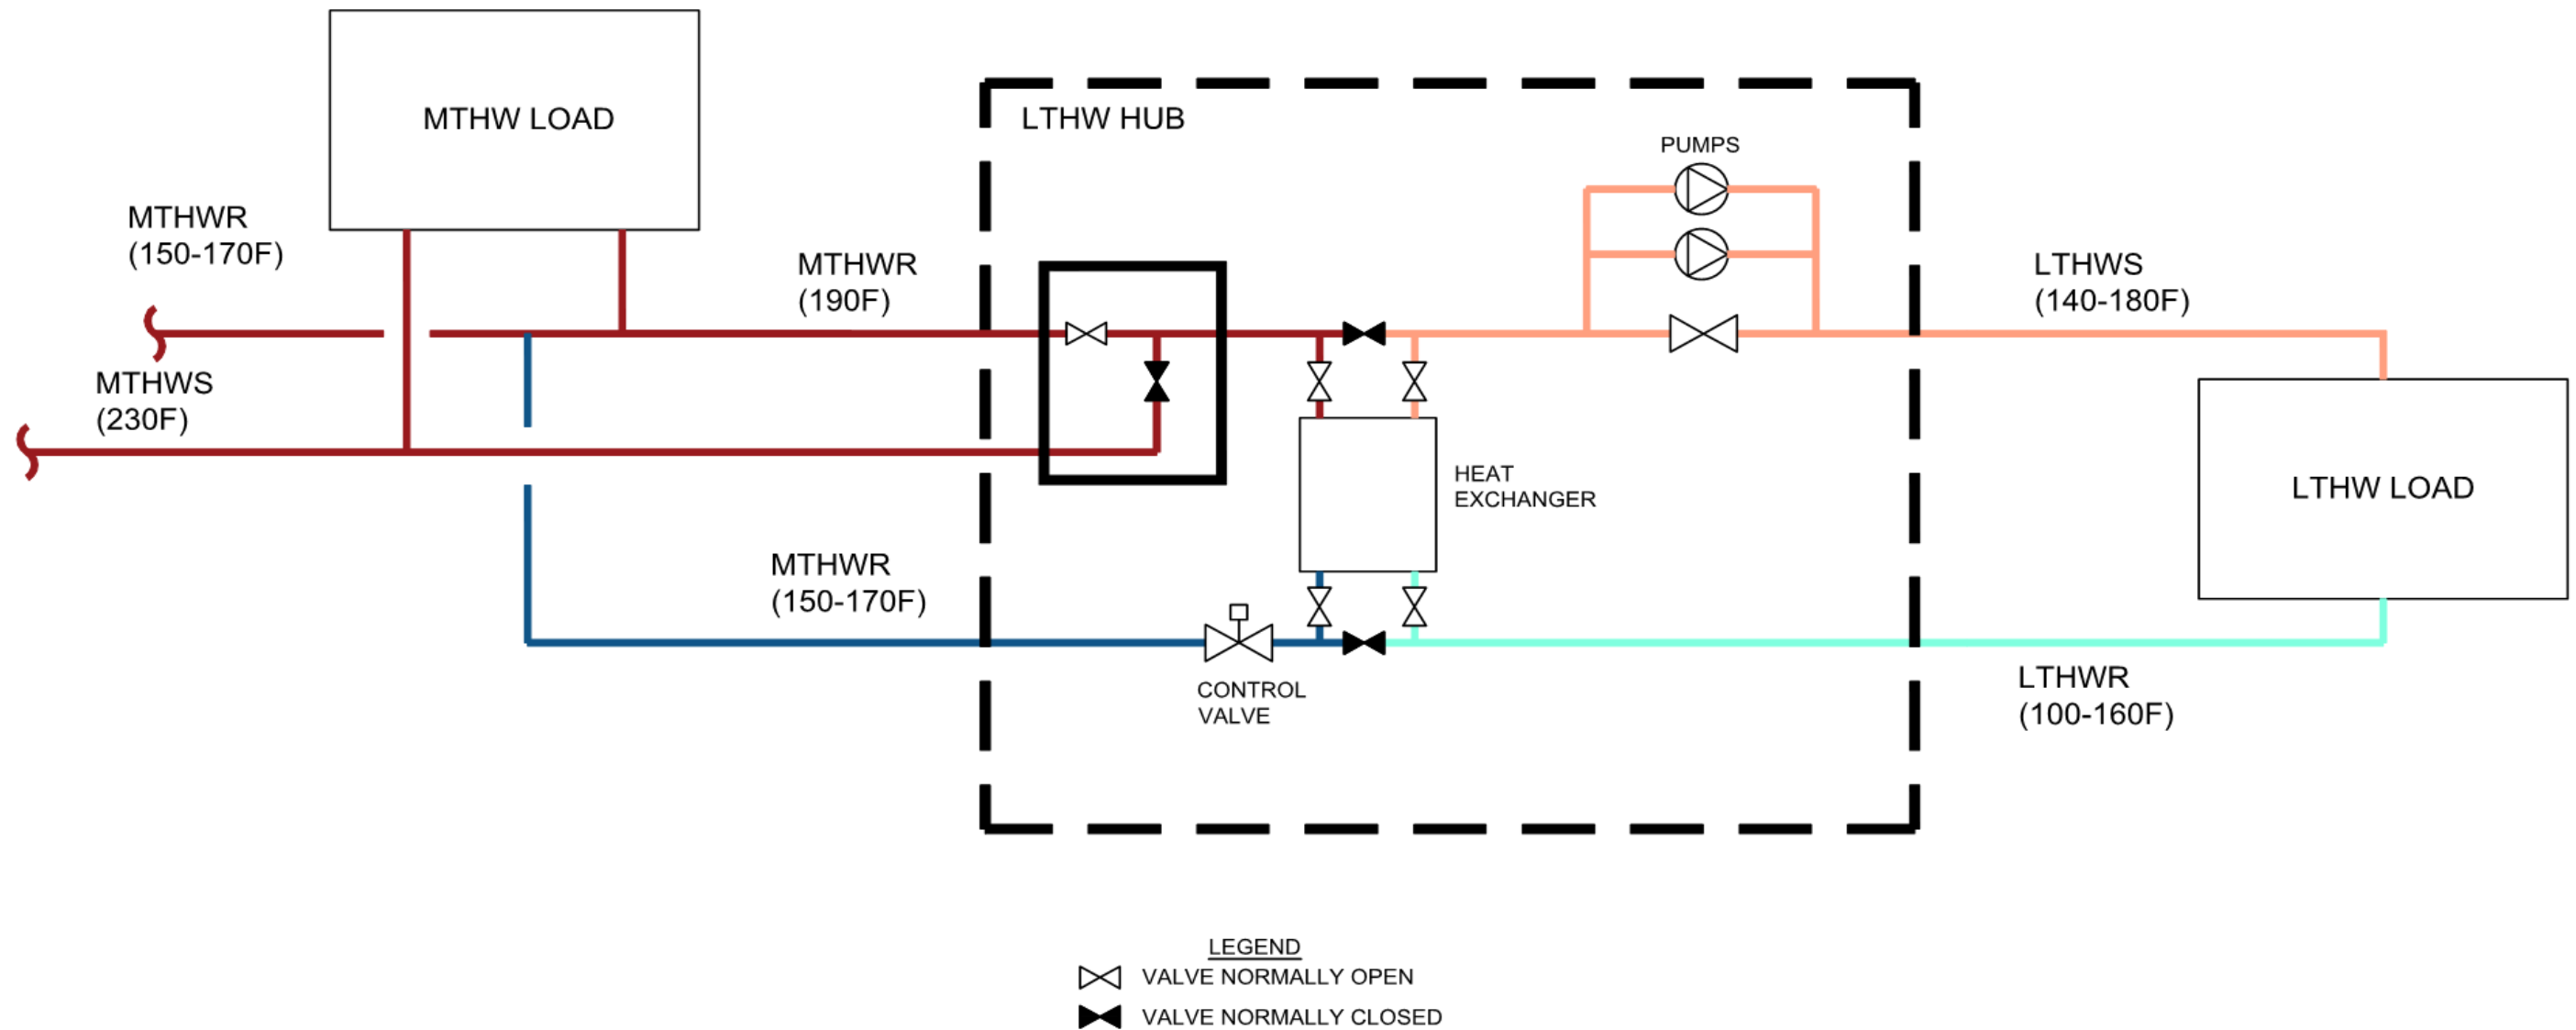 MTHW LOAD
LTHW HUB
PUMPS
MTHWR
(150-170F)
MTHWR
(190F)
LTHWS
(140-180F)
MTHWS
(230F)
HEAT
EXCHANGER
LTHW LOAD
MTHWR
(150-170F)
CONTROL
VALVE
LTHWR
(100-160F)
LEGEND
VALVE NORMALLY OPEN
VALVE NORMALLY CLOSED